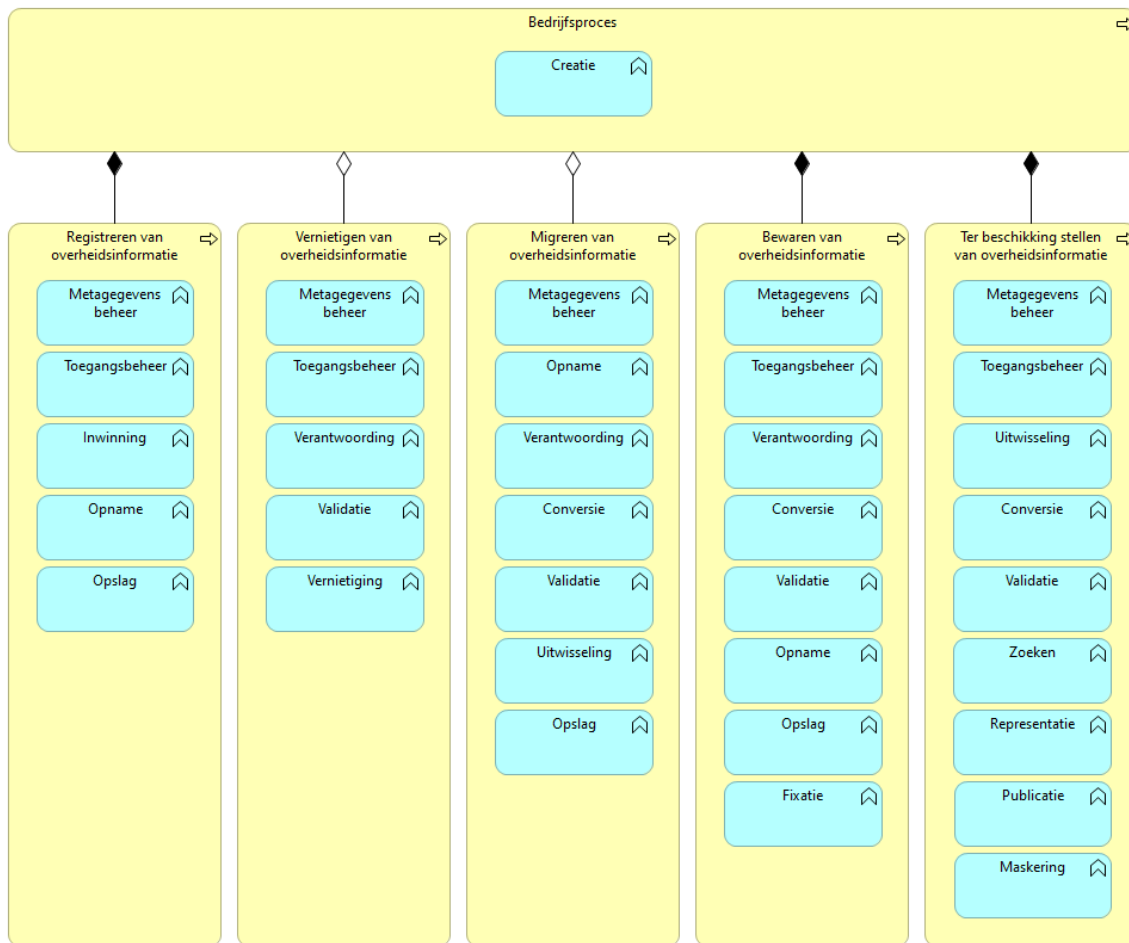 Bedrijfsproces
Creatie
Registreren van
overheidsinformatie
Metagegevens
beheer
Toegangsbeheer
Inwinning
Opname
Opslag
Vernietigen van
overheidsinformatie
Metagegevens
beheer
Toegangsbeheer
Verantwoording
Validatie
Vernietiging
Migreren van
overheidsinformatie
Metagegevens
beheer
Opname
Verantwoording
Conversie
Validatie
Uitwisseling
Opslag
Bewaren van
overheidsinformatie
Metagegevens
beheer
Toegangsbeheer
Verantwoording
Conversie
Validatie
Opname
Opslag
Fixatie
Ter beschikking stellen
van overheidsinformatie
Metagegevens
beheer
Toegangsbeheer
Uitwisseling
Conversie
Validatie
Zoeken
Representatie
Publicatie
Maskering